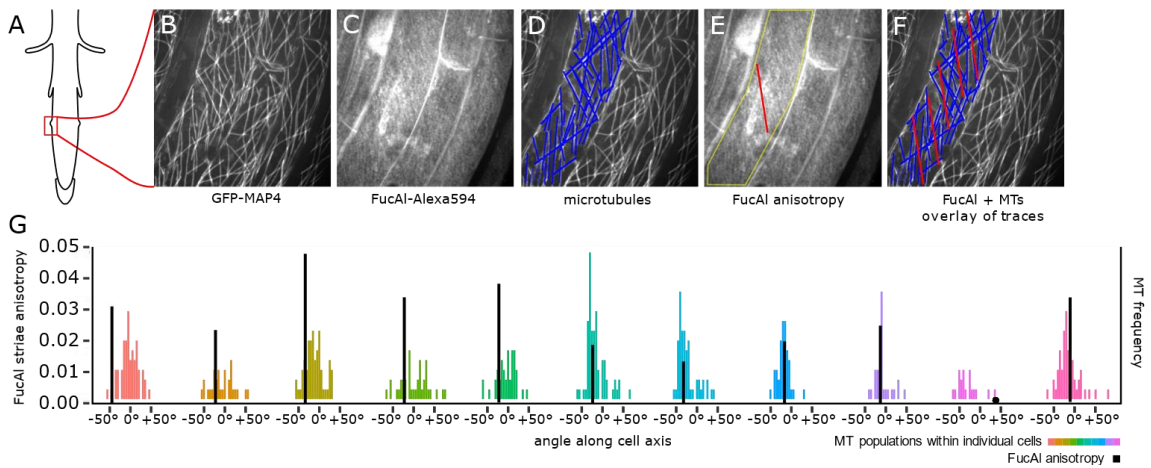 A
B
C
D
E
F
GFP-MAP4
FucAl-Alexa594
microtubules
FucAl anisotropy
FucAl + MTs
overlay of traces
G
FucAl striae anisotropy
0.05
0.04
0.03
0.02
0.01
0.00
MT frequency
-50° 0° +50° -50° 0° +50° -50° 0° +50° -50° 0° +50° -50° 0° +50° -50° 0° +50° -50° 0° +50° -50° 0° +50° -50° 0° +50° -50° 0° +50° -50° 0° +50°
angle along cell axis
MT populations within individual cells
FucAl anisotropy